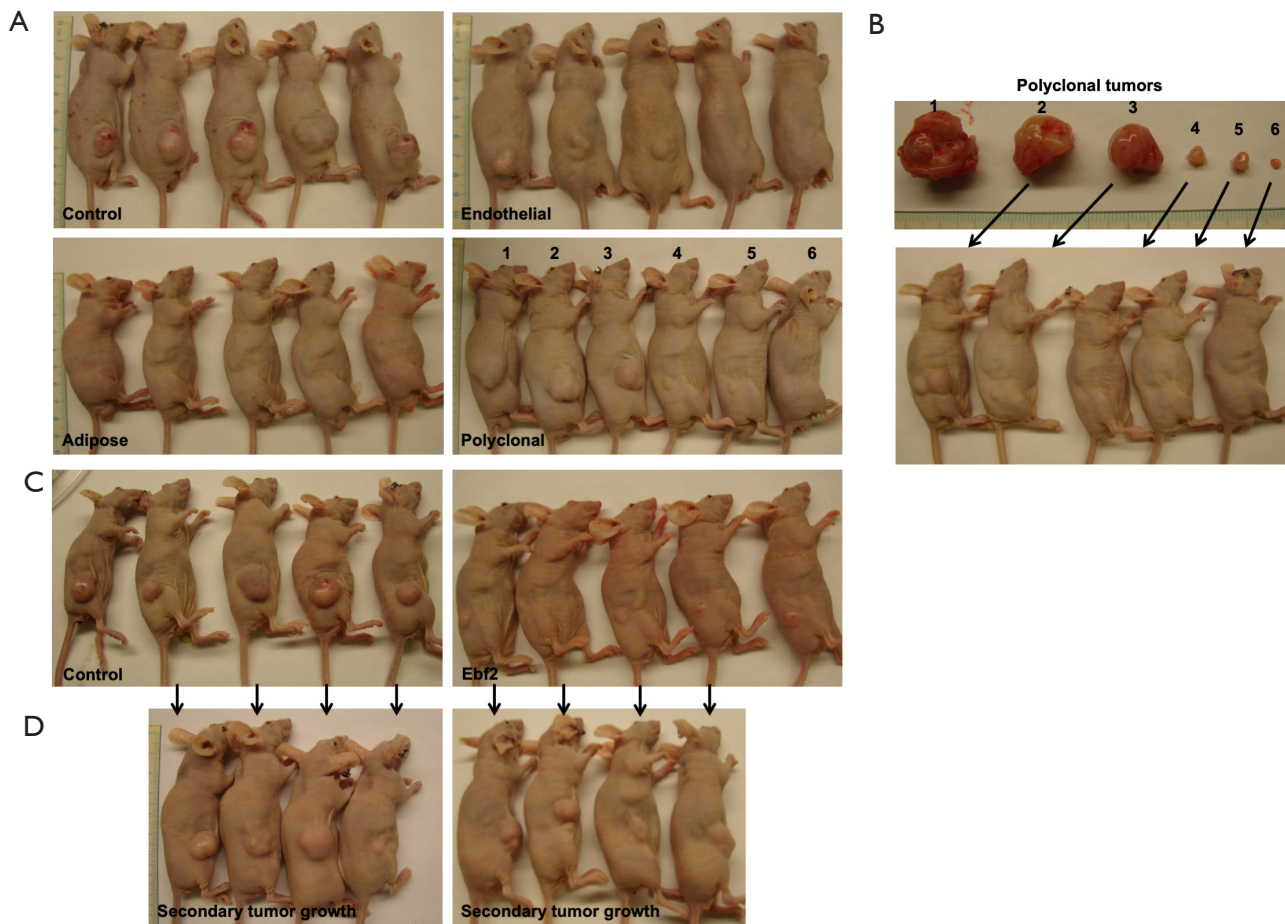 A
B
Control
Endothelial
Polyclonal tumors
1 2 3 4 5 6
Adipose
1 2 3 4 5 6
Polyclonal
C
Control
Ebf2
D
Secondary tumor growth
Secondary tumor growth